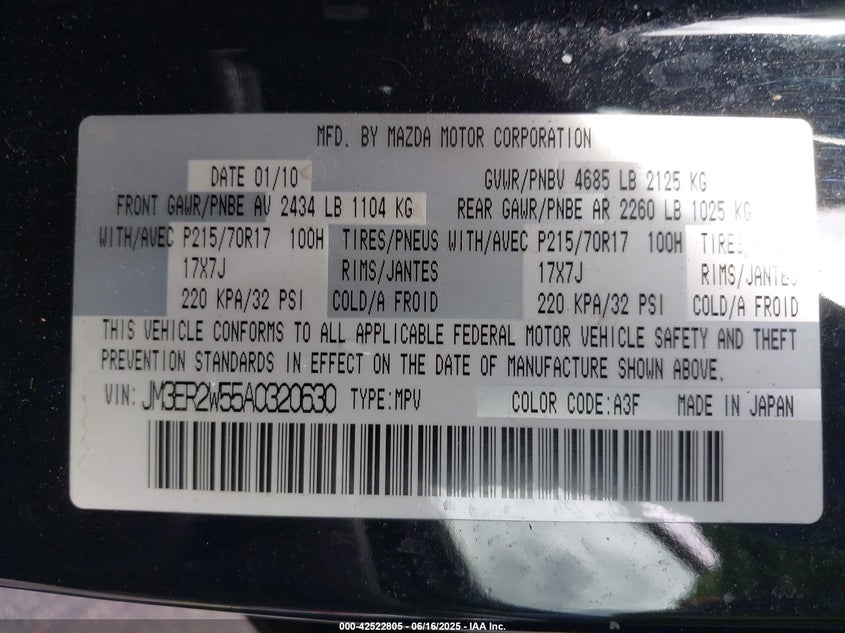 MFD. BY MAZDA MOTOR CORPORATION
DATE 01/10 GVWR/PNBV 4685 LB 2125 KG
FRONT GAWR/PNBE AV 2434 LB 1104 KG REAR GAWR/PNBE AR 2260 LB 1025 KG
WITH/AVEC P215/70R17 100H TIRES/PNEUS WITH/AVEC P215/70R17 100H
17X7J RIMS/JANTES 17X7J RIMS/JANTES
220 KPA/32 PSI COLD/A FROID 220 KPA/32 PSI COLD/A FROID
THIS VEHICLE CONFORMS TO ALL APPLICABLE FEDERAL MOTOR VEHICLE SAFETY AND THEFT
PREVENTION STANDARDS IN EFFECT ON THE DATE OF MANUFACTURE SHOWN ABOVE.
VIN: JM3ER2W55A0320630 TYPE:MPV COLOR CODE:A3F MADE IN JAPAN
000-42522805 - 06/16/2025 - IAA Inc.